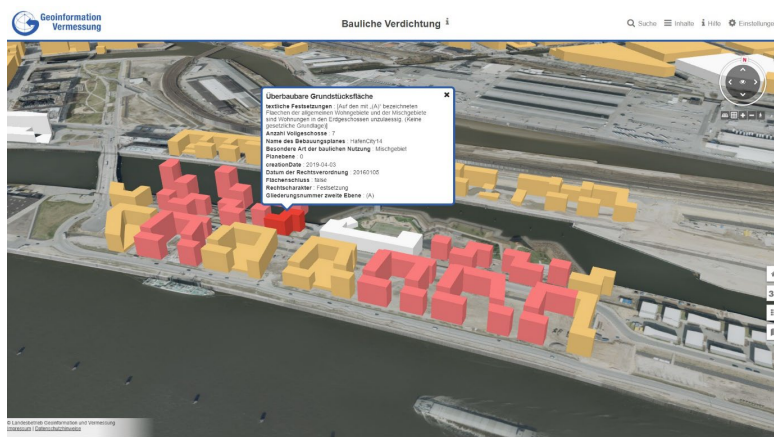 Geoinformation
Vermessung
Bauliche Verdichtung i
Suche Inhalte Hilfe Einstellunge
N
Überbaubare Grundstücksfläche
textliche Festsetzungen : [Auf den mit „(A)" bezeichneten
Flaechen der allgemeinen Wohngebiete und der Mischgebiete
sind Wohnungen in den Erdgeschossen unzulaessig. (Keine
gesetzliche Grundlage)]
Anzahl Vollgeschosse : 7
Name des Bebauungsplanes : HafenCity14
Besondere Art der baulichen Nutzung : Mischgebiet
Planebene : 0
creationDate : 2019-04-03
Datum der Rechtsverordnung : 20160105
Flächenschluss : false
Rechtscharakter : Festsetzung
Gliederungsnummer zweite Ebene : (A)
© Landesbetrieb Geoinformation und Vermessung
Impressum | Datenschutzhinweise